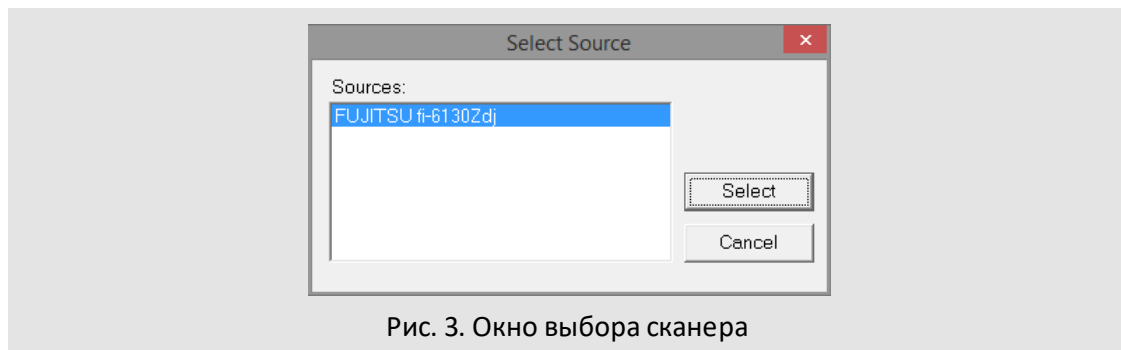 Select Source
Sources:
FUJITSU fi-6130Zdj
Select
Cancel
Рис. 3. Окно выбора сканера